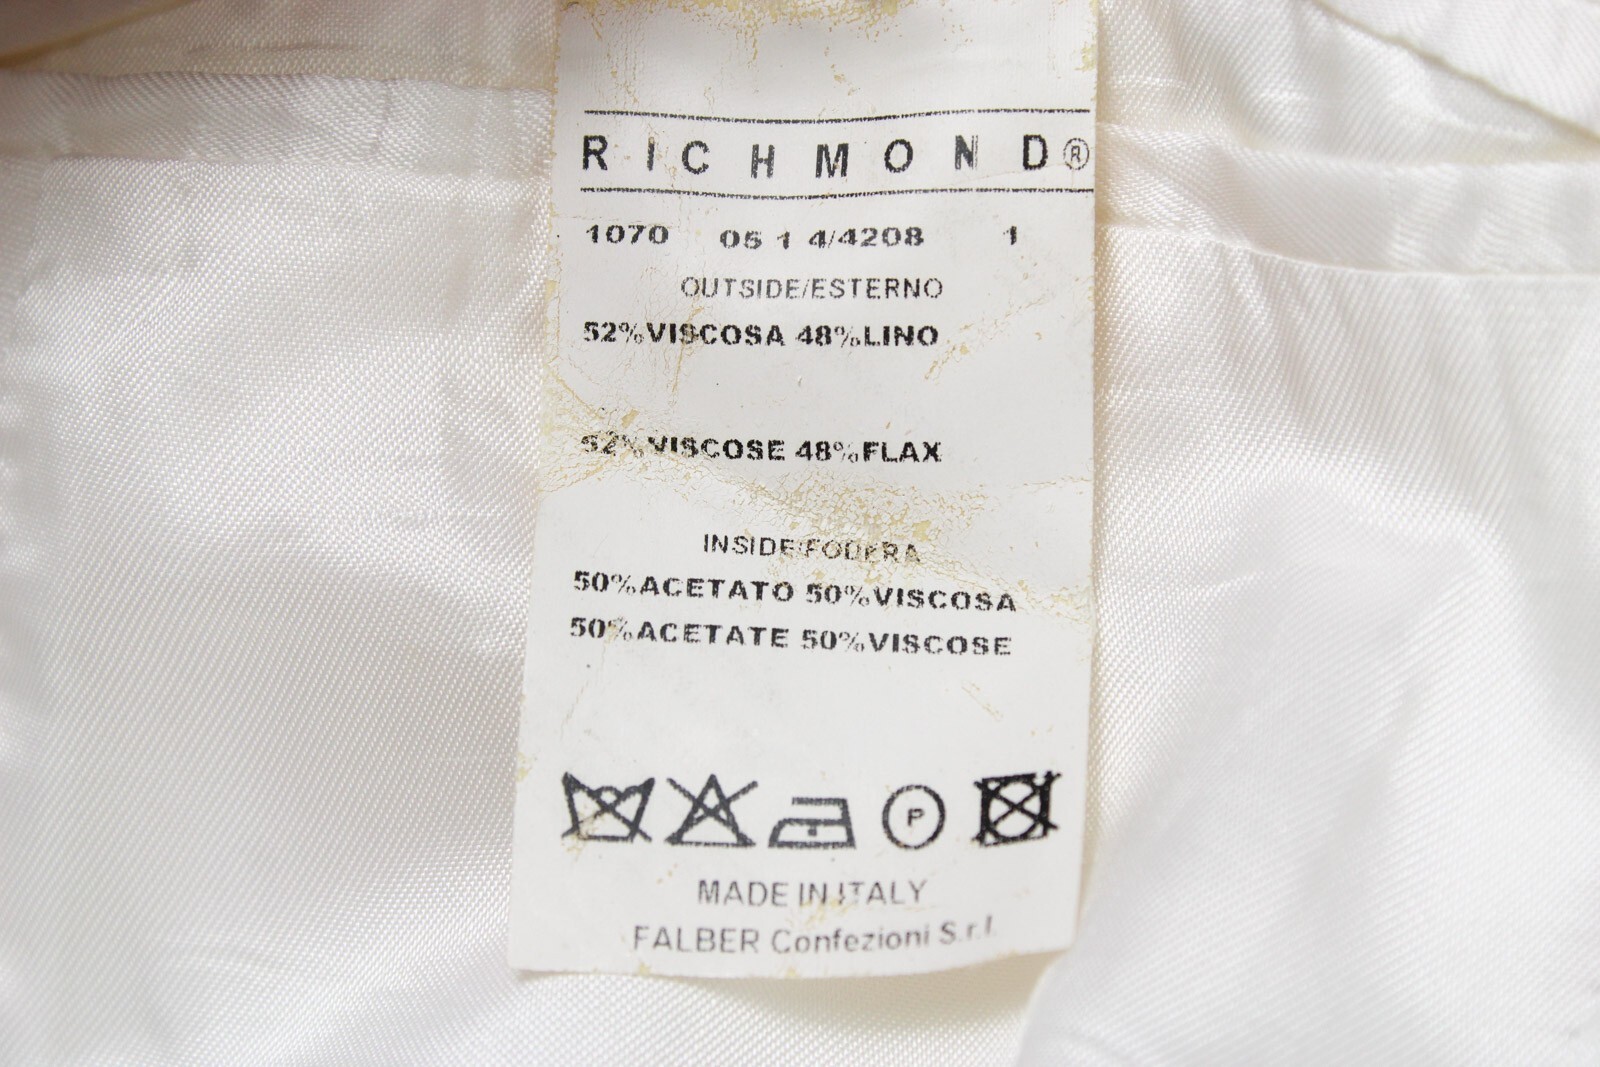 RICHMOND®
1070 05 1 4/4208 1
OUTSIDE/ESTERNO
52%VISCOSA 48%LINO
52%VISCOSE 48%FLAX
INSIDE/FODERA
50%ACETATO 50%VISCOSA
50%ACETATE 50%VISCOSE
P
MADE IN ITALY
FALBER Confezioni S.r.l.